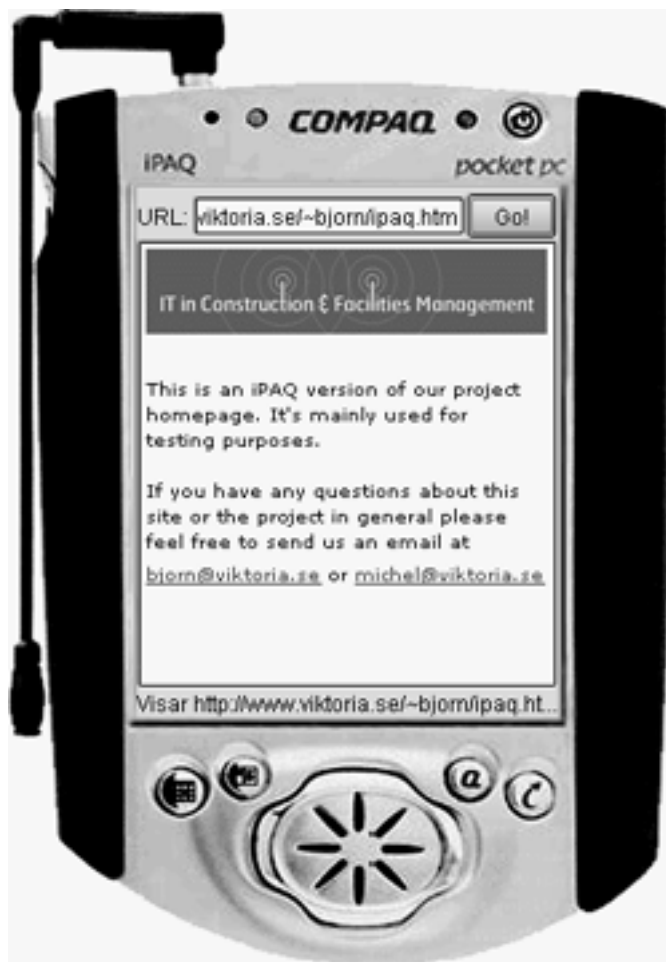 COMPAQ
iPAQ pocket pc
URL: viktoria.se/~bjorn/ipaq.htm Go!
IT in Construction & Facilities Management
This is an iPAQ version of our project
homepage. It's mainly used for
testing purposes.
If you have any questions about this
site or the project in general please
feel free to send us an email at
bjorn@viktoria.se or michel@viktoria.se
Visar http://www.viktoria.se/~bjorn/ipaq.ht...
a